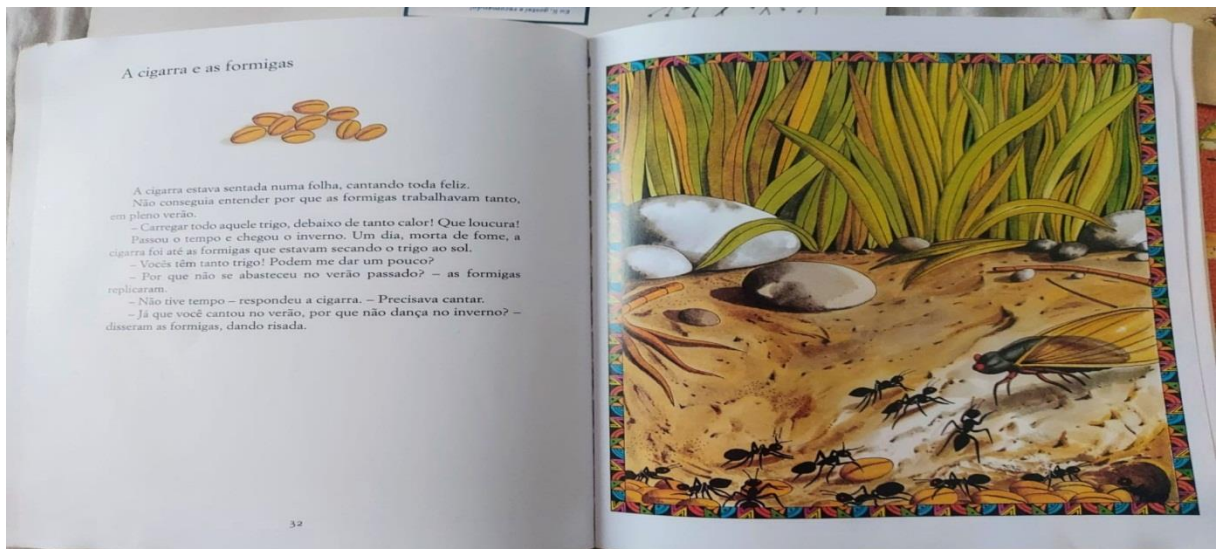 A cigarra e as formigas
A cigarra estava sentada numa folha, cantando toda feliz.
Não conseguia entender por que as formigas trabalhavam tanto,
em pleno verão.
– Carregar todo aquele trigo, debaixo de tanto calor! Que loucura!
Passou o tempo e chegou o inverno. Um dia, morta de fome, a
cigarra foi até as formigas que estavam secando o trigo ao sol.
– Vocês têm tanto trigo! Podem me dar um pouco?
– Por que não se abasteceu no verão passado? – as formigas
replicaram.
– Não tive tempo – respondeu a cigarra. – Precisava cantar.
– Já que você cantou no verão, por que não dança no inverno? –
disseram as formigas, dando risada.
32